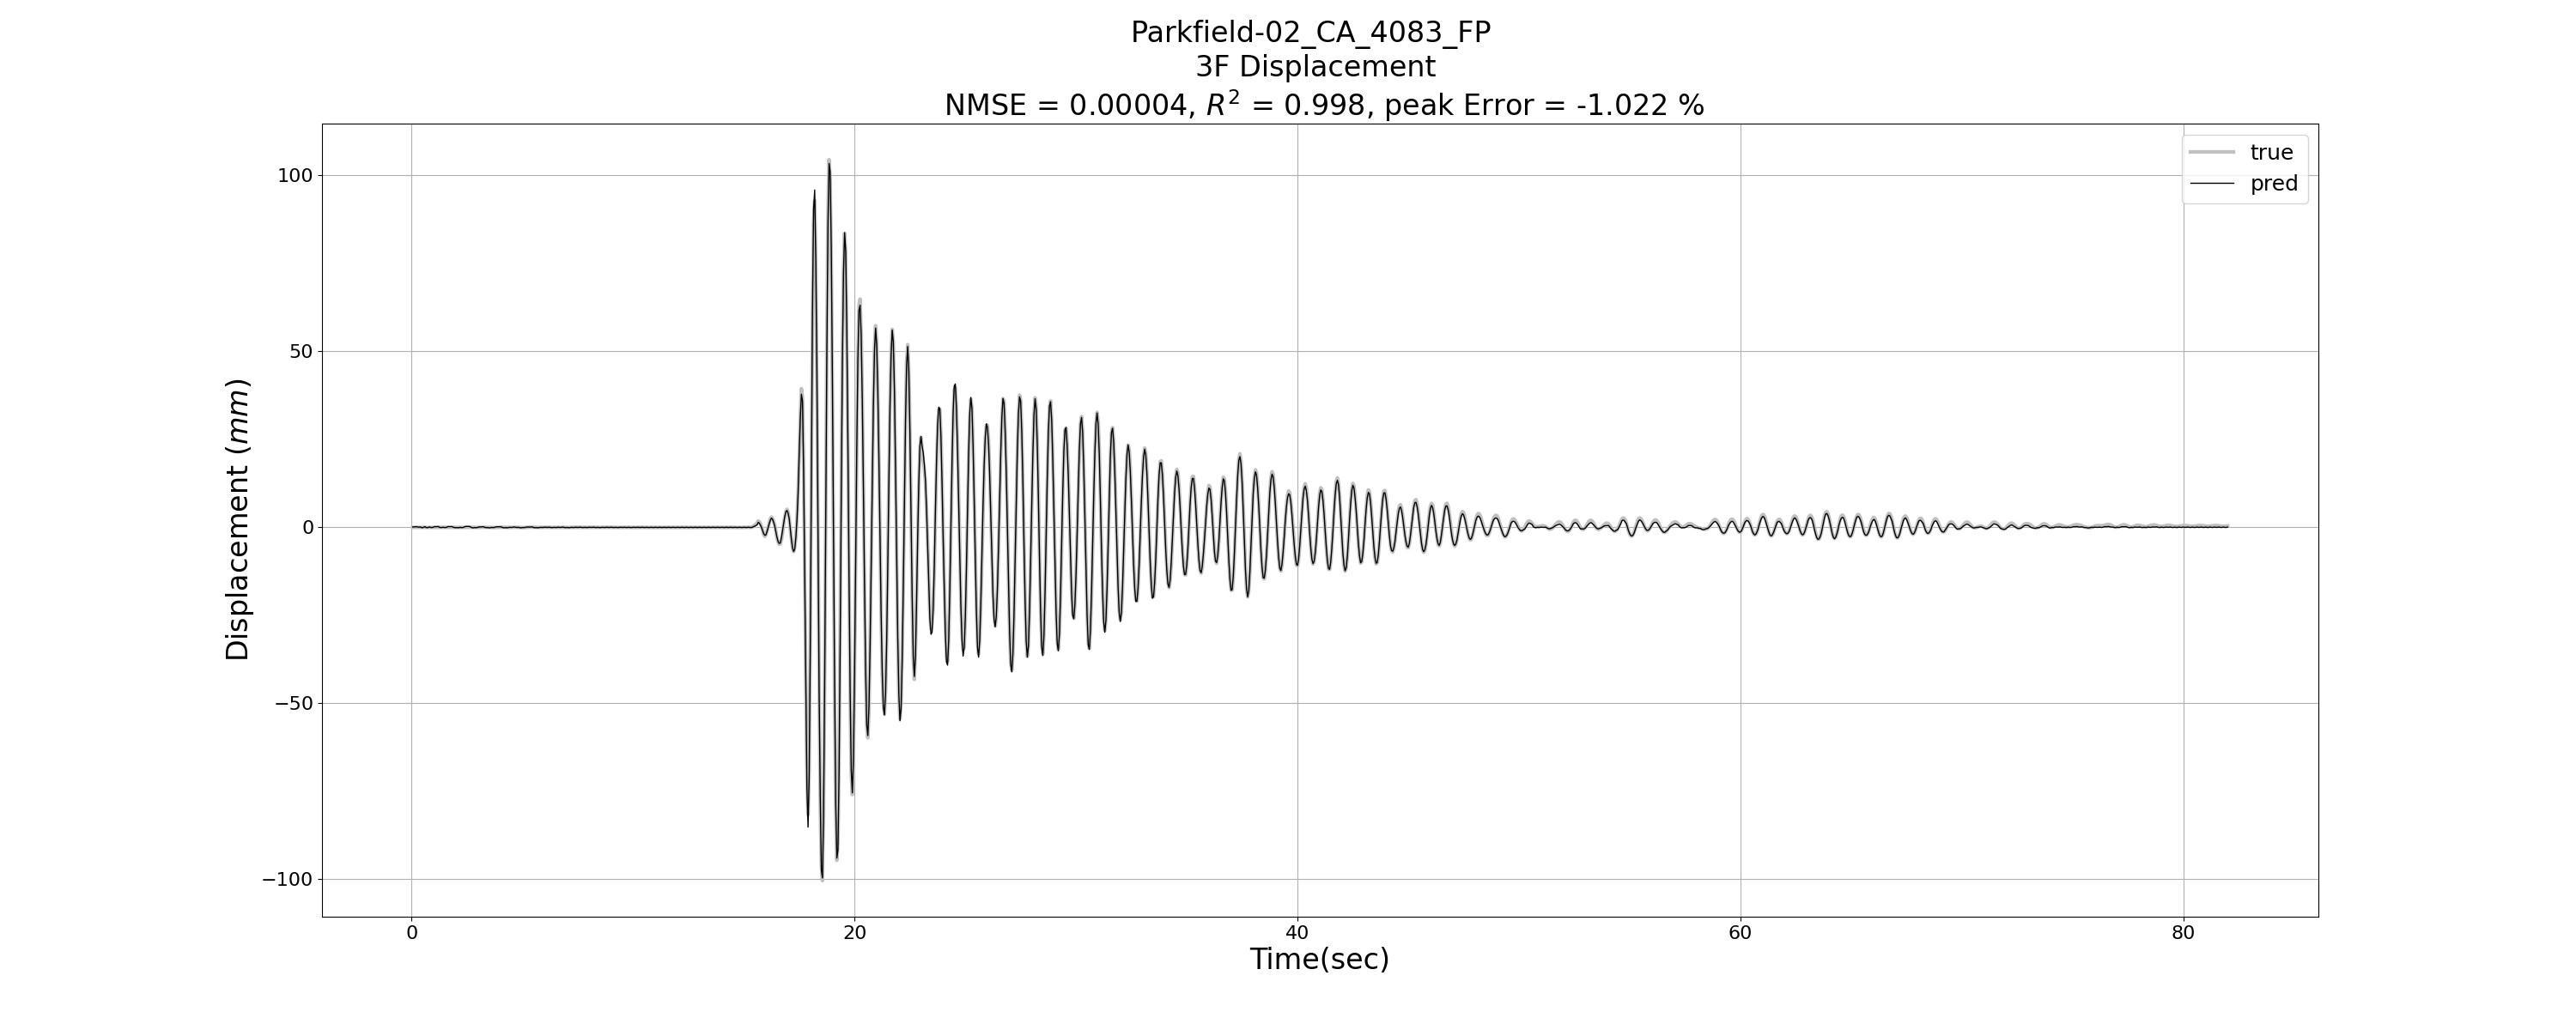 Parkfield-02_CA_4083_FP
3F Displacement
NMSE = 0.00004, R² = 0.998, peak Error = -1.022 %
true
pred
100
50
0
−50
−100
Displacement (mm)
0
20
40
60
80
Time(sec)